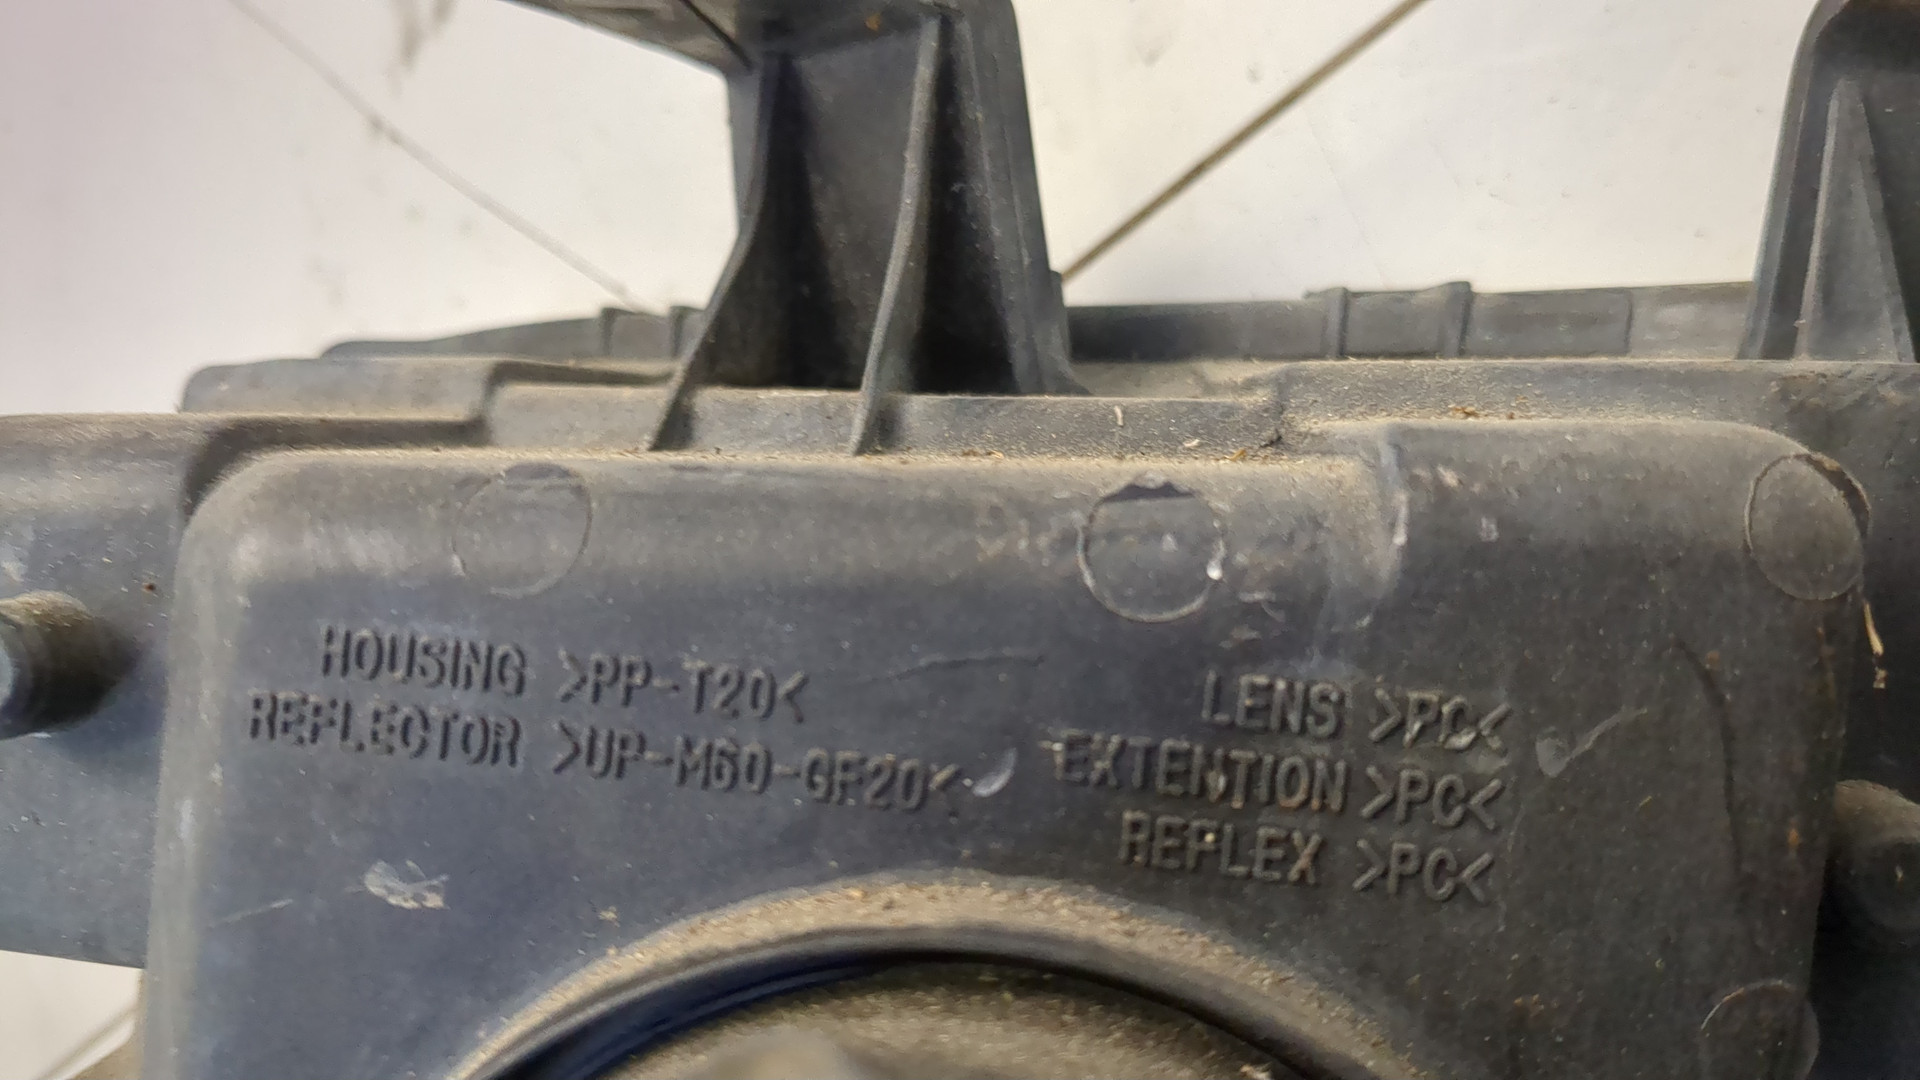 HOUSING >PP-T20<
REFLECTOR >UP-M60-GF20<
LENS >PC<
EXTENTION >PC<
REFLEX >PC<